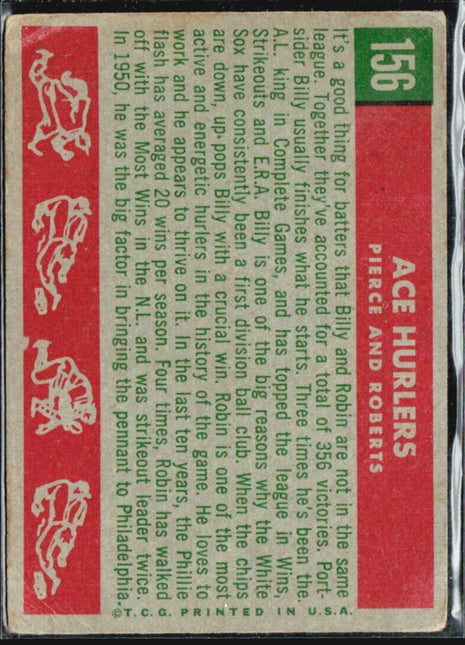 156
ACE HURLERS
PIERCE AND ROBERTS
It's a good thing for batters that Billy and Robin are not in the same
league. Together, they've accounted for a total of 356 victories. Port-
sider Billy usually finishes what he starts. Three times he's been the
A.L. king in Complete Games, and has topped the league in Wins,
Strikeouts and E.R.A. Billy is one of the big reasons why the White
Sox have consistently been a first division ball club. When the chips
are down, up pops Billy with a crucial win. Robin is one of the most
active and energetic hurlers in the history of the game. He loves to
work and he appears to thrive on it. In the last ten years, the Phillie
flash has averaged 20 wins per season. Four times, Robin has walked
off with the Most Wins in the N.L. and was strikeout leader, twice.
In 1950, he was the big factor in bringing the pennant to Philadelphia.
©T.C.G. PRINTED IN U.S.A.